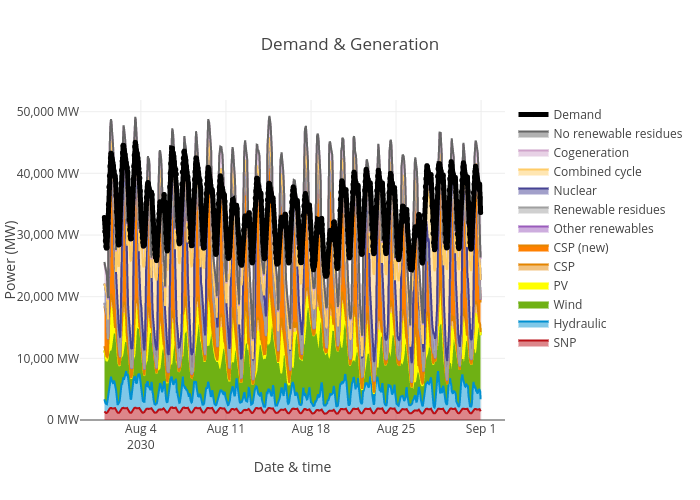 Demand & Generation
50,000 MW
40,000 MW
30,000 MW
20,000 MW
10,000 MW
0 MW
Power (MW)
Aug 4
2030
Aug 11
Aug 18
Aug 25
Sep 1
Date & time
Demand
No renewable residues
Cogeneration
Combined cycle
Nuclear
Renewable residues
Other renewables
CSP (new)
CSP
PV
Wind
Hydraulic
SNP